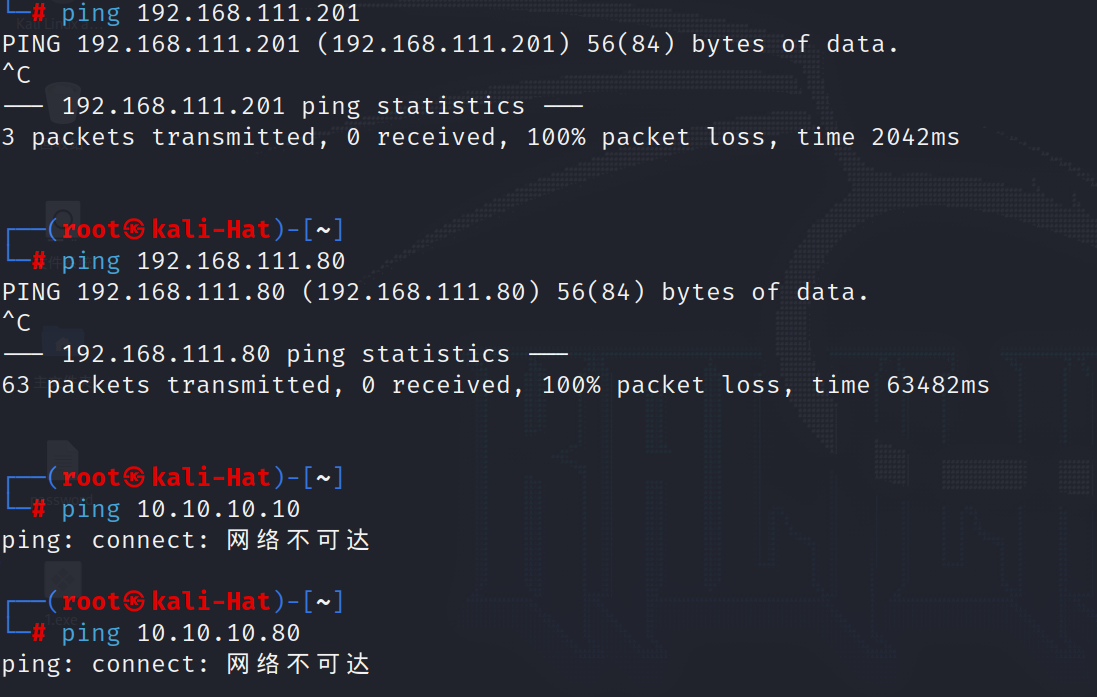 └─# ping 192.168.111.201
PING 192.168.111.201 (192.168.111.201) 56(84) bytes of data.
^C
--- 192.168.111.201 ping statistics ---
3 packets transmitted, 0 received, 100% packet loss, time 2042ms
┌──(root㉿kali-Hat)-[~]
└─# ping 192.168.111.80
PING 192.168.111.80 (192.168.111.80) 56(84) bytes of data.
^C
--- 192.168.111.80 ping statistics ---
63 packets transmitted, 0 received, 100% packet loss, time 63482ms
┌──(root㉿kali-Hat)-[~]
└─# ping 10.10.10.10
ping: connect: 网络不可达
┌──(root㉿kali-Hat)-[~]
└─# ping 10.10.10.80
ping: connect: 网络不可达